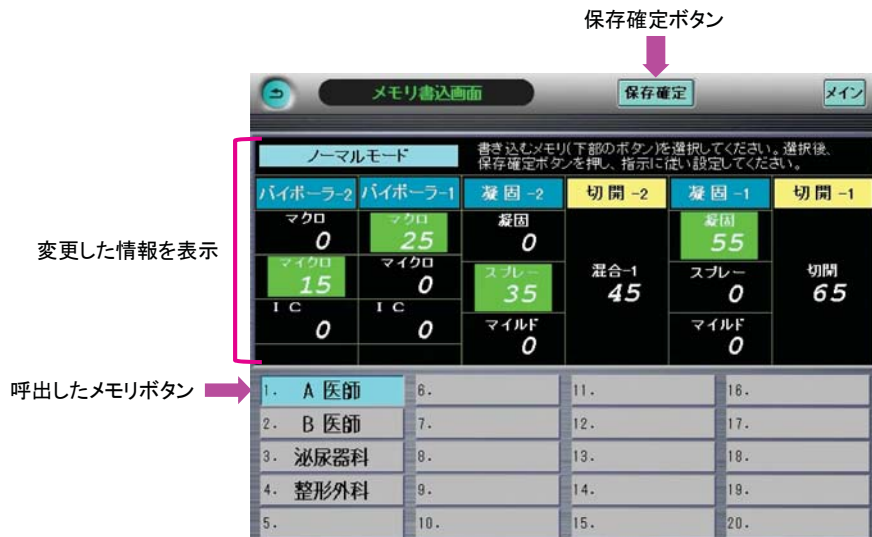 保存確定ボタン
メモリ書込画面
保存確定
メイン
ノーマルモード
書き込むメモリ(下部のボタン)を選択してください。選択後、
保存確定ボタンを押し、指示に従い設定してください。
バイポーラ-2 バイポーラ-1 凝固-2 切開-2 凝固-1 切開-1
マクロ 0
マイクロ 15
IC 0
マクロ 25
マイクロ 0
IC 0
凝固 0
スプレー 35
マイルド 0
混合-1 45
凝固 55
スプレー 0
マイルド 0
切開 65
変更した情報を表示
呼出したメモリボタン
1. A 医師 6. 11. 16.
2. B 医師 7. 12. 17.
3. 泌尿器科 8. 13. 18.
4. 整形外科 9. 14. 19.
5. 10. 15. 20.